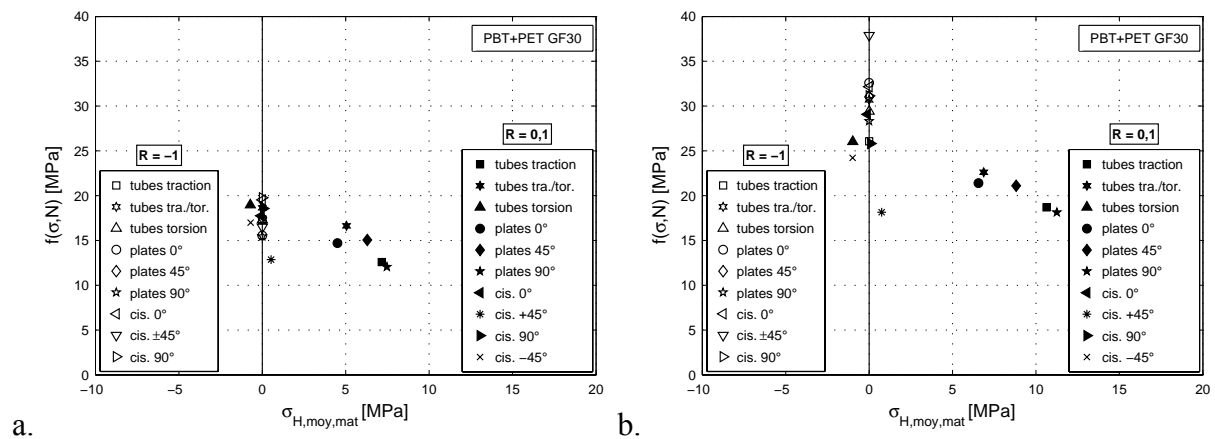 PBT+PET GF30
f(σ,N) [MPa]
40
35
30
25
20
15
10
5
0
−10
−5
0
5
10
15
20
σH,moy,mat [MPa]
R = −1
tubes traction
tubes tra./tor.
tubes torsion
plates 0°
plates 45°
plates 90°
cis. 0°
cis. ±45°
cis. 90°
R = 0,1
tubes traction
tubes tra./tor.
tubes torsion
plates 0°
plates 45°
plates 90°
cis. 0°
cis. +45°
cis. 90°
cis. −45°
a.
PBT+PET GF30
f(σ,N) [MPa]
40
35
30
25
20
15
10
5
0
−10
−5
0
5
10
15
20
σH,moy,mat [MPa]
R = −1
tubes traction
tubes tra./tor.
tubes torsion
plates 0°
plates 45°
plates 90°
cis. 0°
cis. ±45°
cis. 90°
R = 0,1
tubes traction
tubes tra./tor.
tubes torsion
plates 0°
plates 45°
plates 90°
cis. 0°
cis. +45°
cis. 90°
cis. −45°
b.